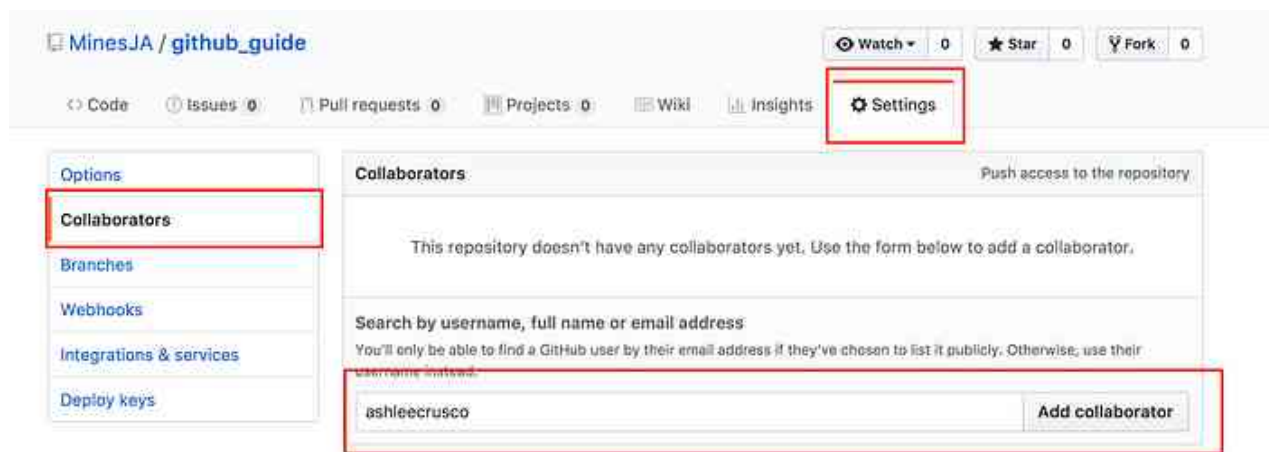 MinesJA / github_guide
Watch 0 Star 0 Fork 0
Code Issues 0 Pull requests 0 Projects 0 Wiki Insights Settings
Options
Collaborators
Branches
Webhooks
Integrations & services
Deploy keys
Collaborators Push access to the repository
This repository doesn't have any collaborators yet. Use the form below to add a collaborator.
Search by username, full name or email address
You'll only be able to find a GitHub user by their email address if they've chosen to list it publicly. Otherwise, use their
username instead.
ashleecrusco Add collaborator